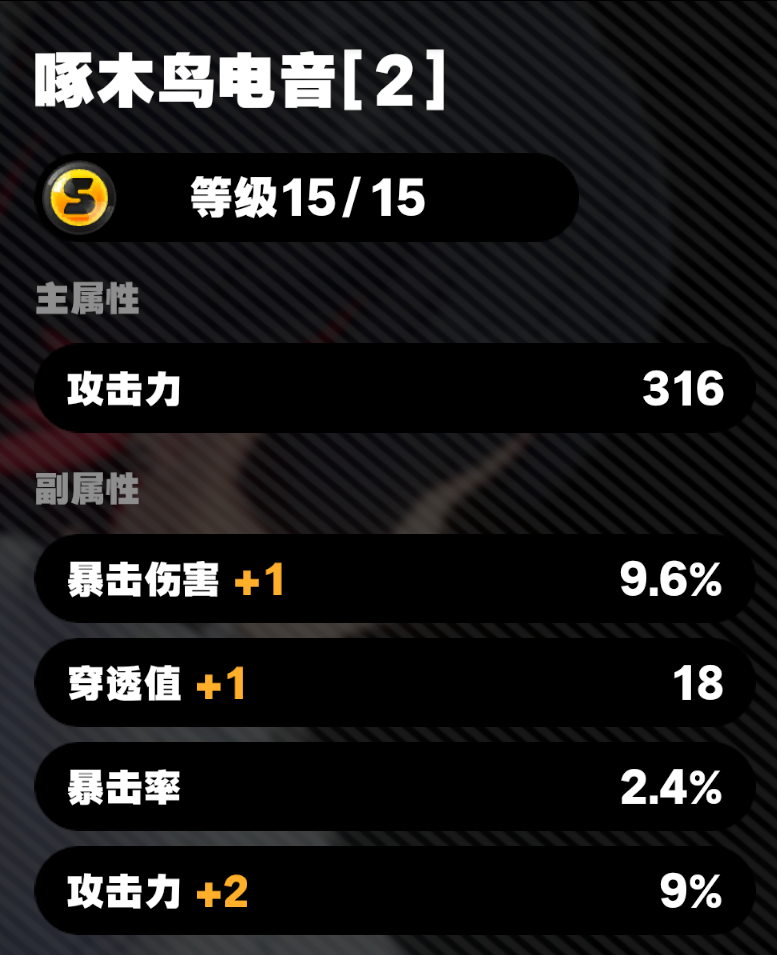 啄木鸟电音[2]
S 等级15/15
主属性
攻击力 316
副属性
暴击伤害 +1 9.6%
穿透值 +1 18
暴击率 2.4%
攻击力 +2 9%